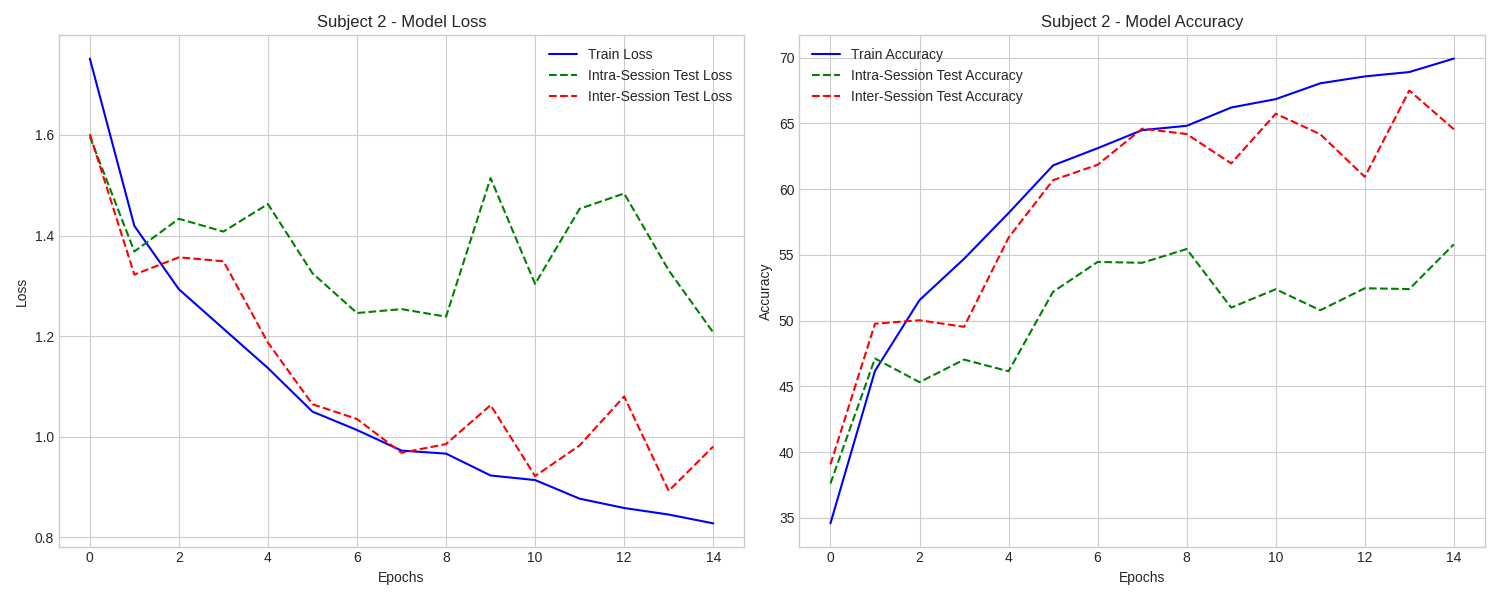 Subject 2 - Model Loss
Train Loss
Intra-Session Test Loss
Inter-Session Test Loss
Loss
1.6
1.4
1.2
1.0
0.8
0 2 4 6 8 10 12 14
Epochs
Subject 2 - Model Accuracy
Train Accuracy
Intra-Session Test Accuracy
Inter-Session Test Accuracy
Accuracy
70
65
60
55
50
45
40
35
0 2 4 6 8 10 12 14
Epochs